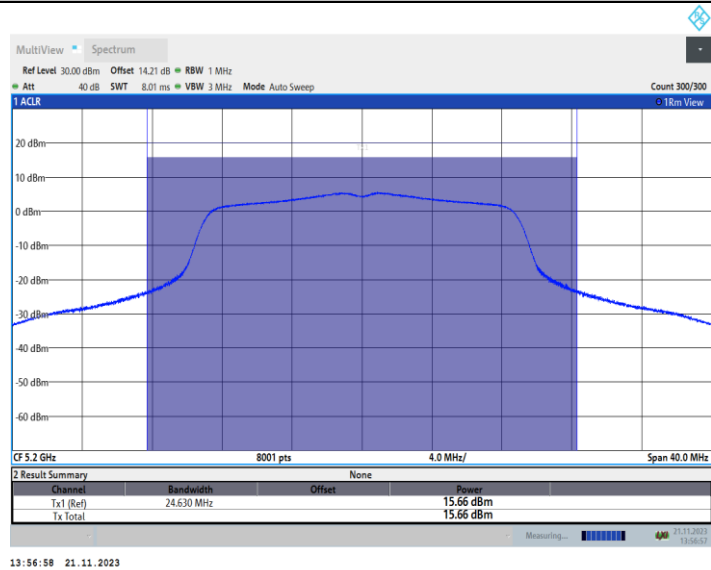 R&S
MultiView Spectrum
Ref Level 30.00 dBm Offset 14.21 dB RBW 1 MHz
Att 40 dB SWT 8.01 ms VBW 3 MHz Mode Auto Sweep Count 300/300
1 ACLR 1Rm View
20 dBm
10 dBm
0 dBm
-10 dBm
-20 dBm
-30 dBm
-40 dBm
-50 dBm
-60 dBm
CF 5.2 GHz 8001 pts 4.0 MHz/ Span 40.0 MHz
2 Result Summary None
Channel Bandwidth Offset Power
Tx1 (Ref) 24.630 MHz 15.66 dBm
Tx Total 15.66 dBm
Measuring... 21.11.2023
13:56:57
13:56:58 21.11.2023